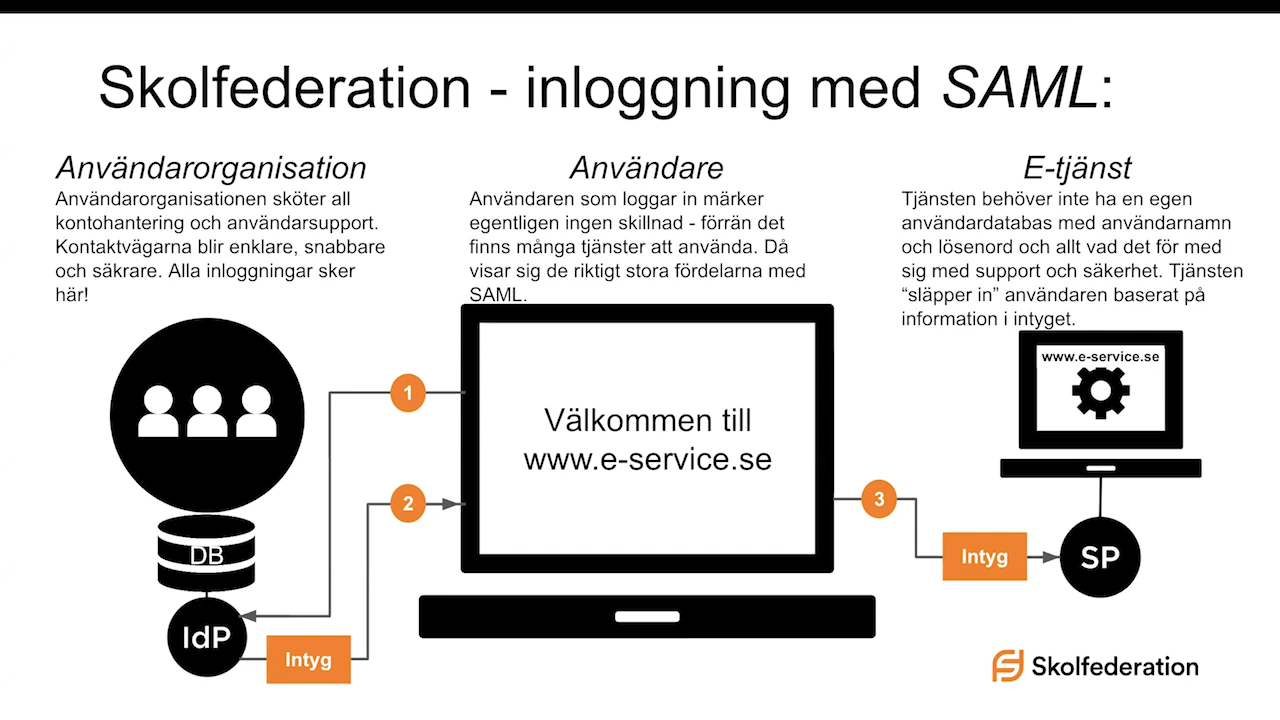 Skolfederation - inloggning med SAML:
Användarorganisation
Användarorganisationen sköter all
kontohantering och användarsupport.
Kontaktvägarna blir enklare, snabbare
och säkrare. Alla inloggningar sker
här!
Användare
Användaren som loggar in märker
egentligen ingen skillnad - förrän det
finns många tjänster att använda. Då
visar sig de riktigt stora fördelarna med
SAML.
E-tjänst
Tjänsten behöver inte ha en egen
användardatabas med användarnamn
och lösenord och allt vad det för med
sig med support och säkerhet. Tjänsten
“släpper in” användaren baserat på
information i intyget.
DB
IdP
Intyg
1
2
Välkommen till
www.e-service.se
3
Intyg
www.e-service.se
SP
Skolfederation